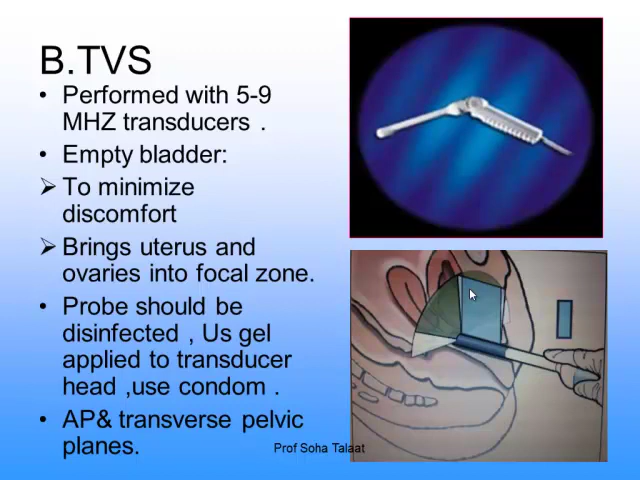 B.TVS
• Performed with 5-9
MHZ transducers .
• Empty bladder:
➢ To minimize
discomfort
➢ Brings uterus and
ovaries into focal zone.
• Probe should be
disinfected , Us gel
applied to transducer
head ,use condom .
• AP& transverse pelvic
planes.
Prof Soha Talaat